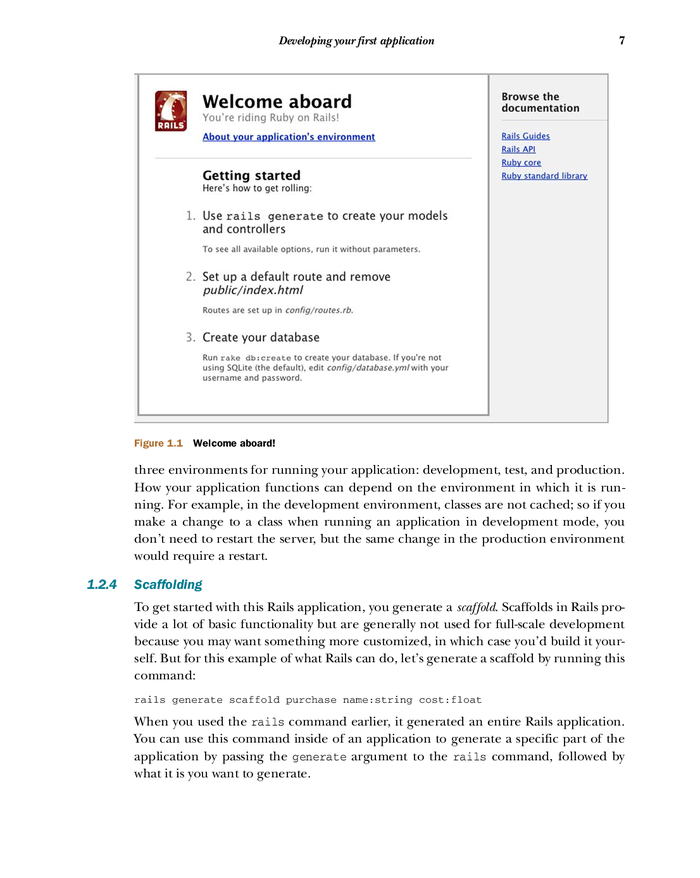 Developing your first application
7
RAILS
Welcome aboard
You're riding Ruby on Rails!
About your application's environment
Getting started
Here's how to get rolling:
1. Use rails generate to create your models
and controllers
To see all available options, run it without parameters.
2. Set up a default route and remove
public/index.html
Routes are set up in config/routes.rb.
3. Create your database
Run rake db:create to create your database. If you're not
using SQLite (the default), edit config/database.yml with your
username and password.
Browse the
documentation
Rails Guides
Rails API
Ruby core
Ruby standard library
Figure 1.1 Welcome aboard!
three environments for running your application: development, test, and production.
How your application functions can depend on the environment in which it is run-
ning. For example, in the development environment, classes are not cached; so if you
make a change to a class when running an application in development mode, you
don't need to restart the server, but the same change in the production environment
would require a restart.
1.2.4 Scaffolding
To get started with this Rails application, you generate a scaffold. Scaffolds in Rails pro-
vide a lot of basic functionality but are generally not used for full-scale development
because you may want something more customized, in which case you'd build it your-
self. But for this example of what Rails can do, let's generate a scaffold by running this
command:
rails generate scaffold purchase name:string cost:float
When you used the rails command earlier, it generated an entire Rails application.
You can use this command inside of an application to generate a specific part of the
application by passing the generate argument to the rails command, followed by
what it is you want to generate.